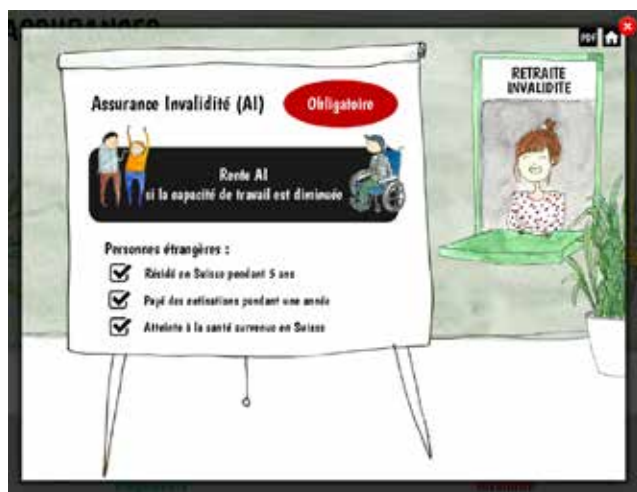 ASSURANCES
PDF
RETRAITE
INVALIDITE
Assurance Invalidité (AI)
Obligatoire
Rente AI
si la capacité de travail est diminuée
Personnes étrangères :
Résidé en Suisse pendant 5 ans
Payé des cotisations pendant une année
Atteinte à la santé survenue en Suisse